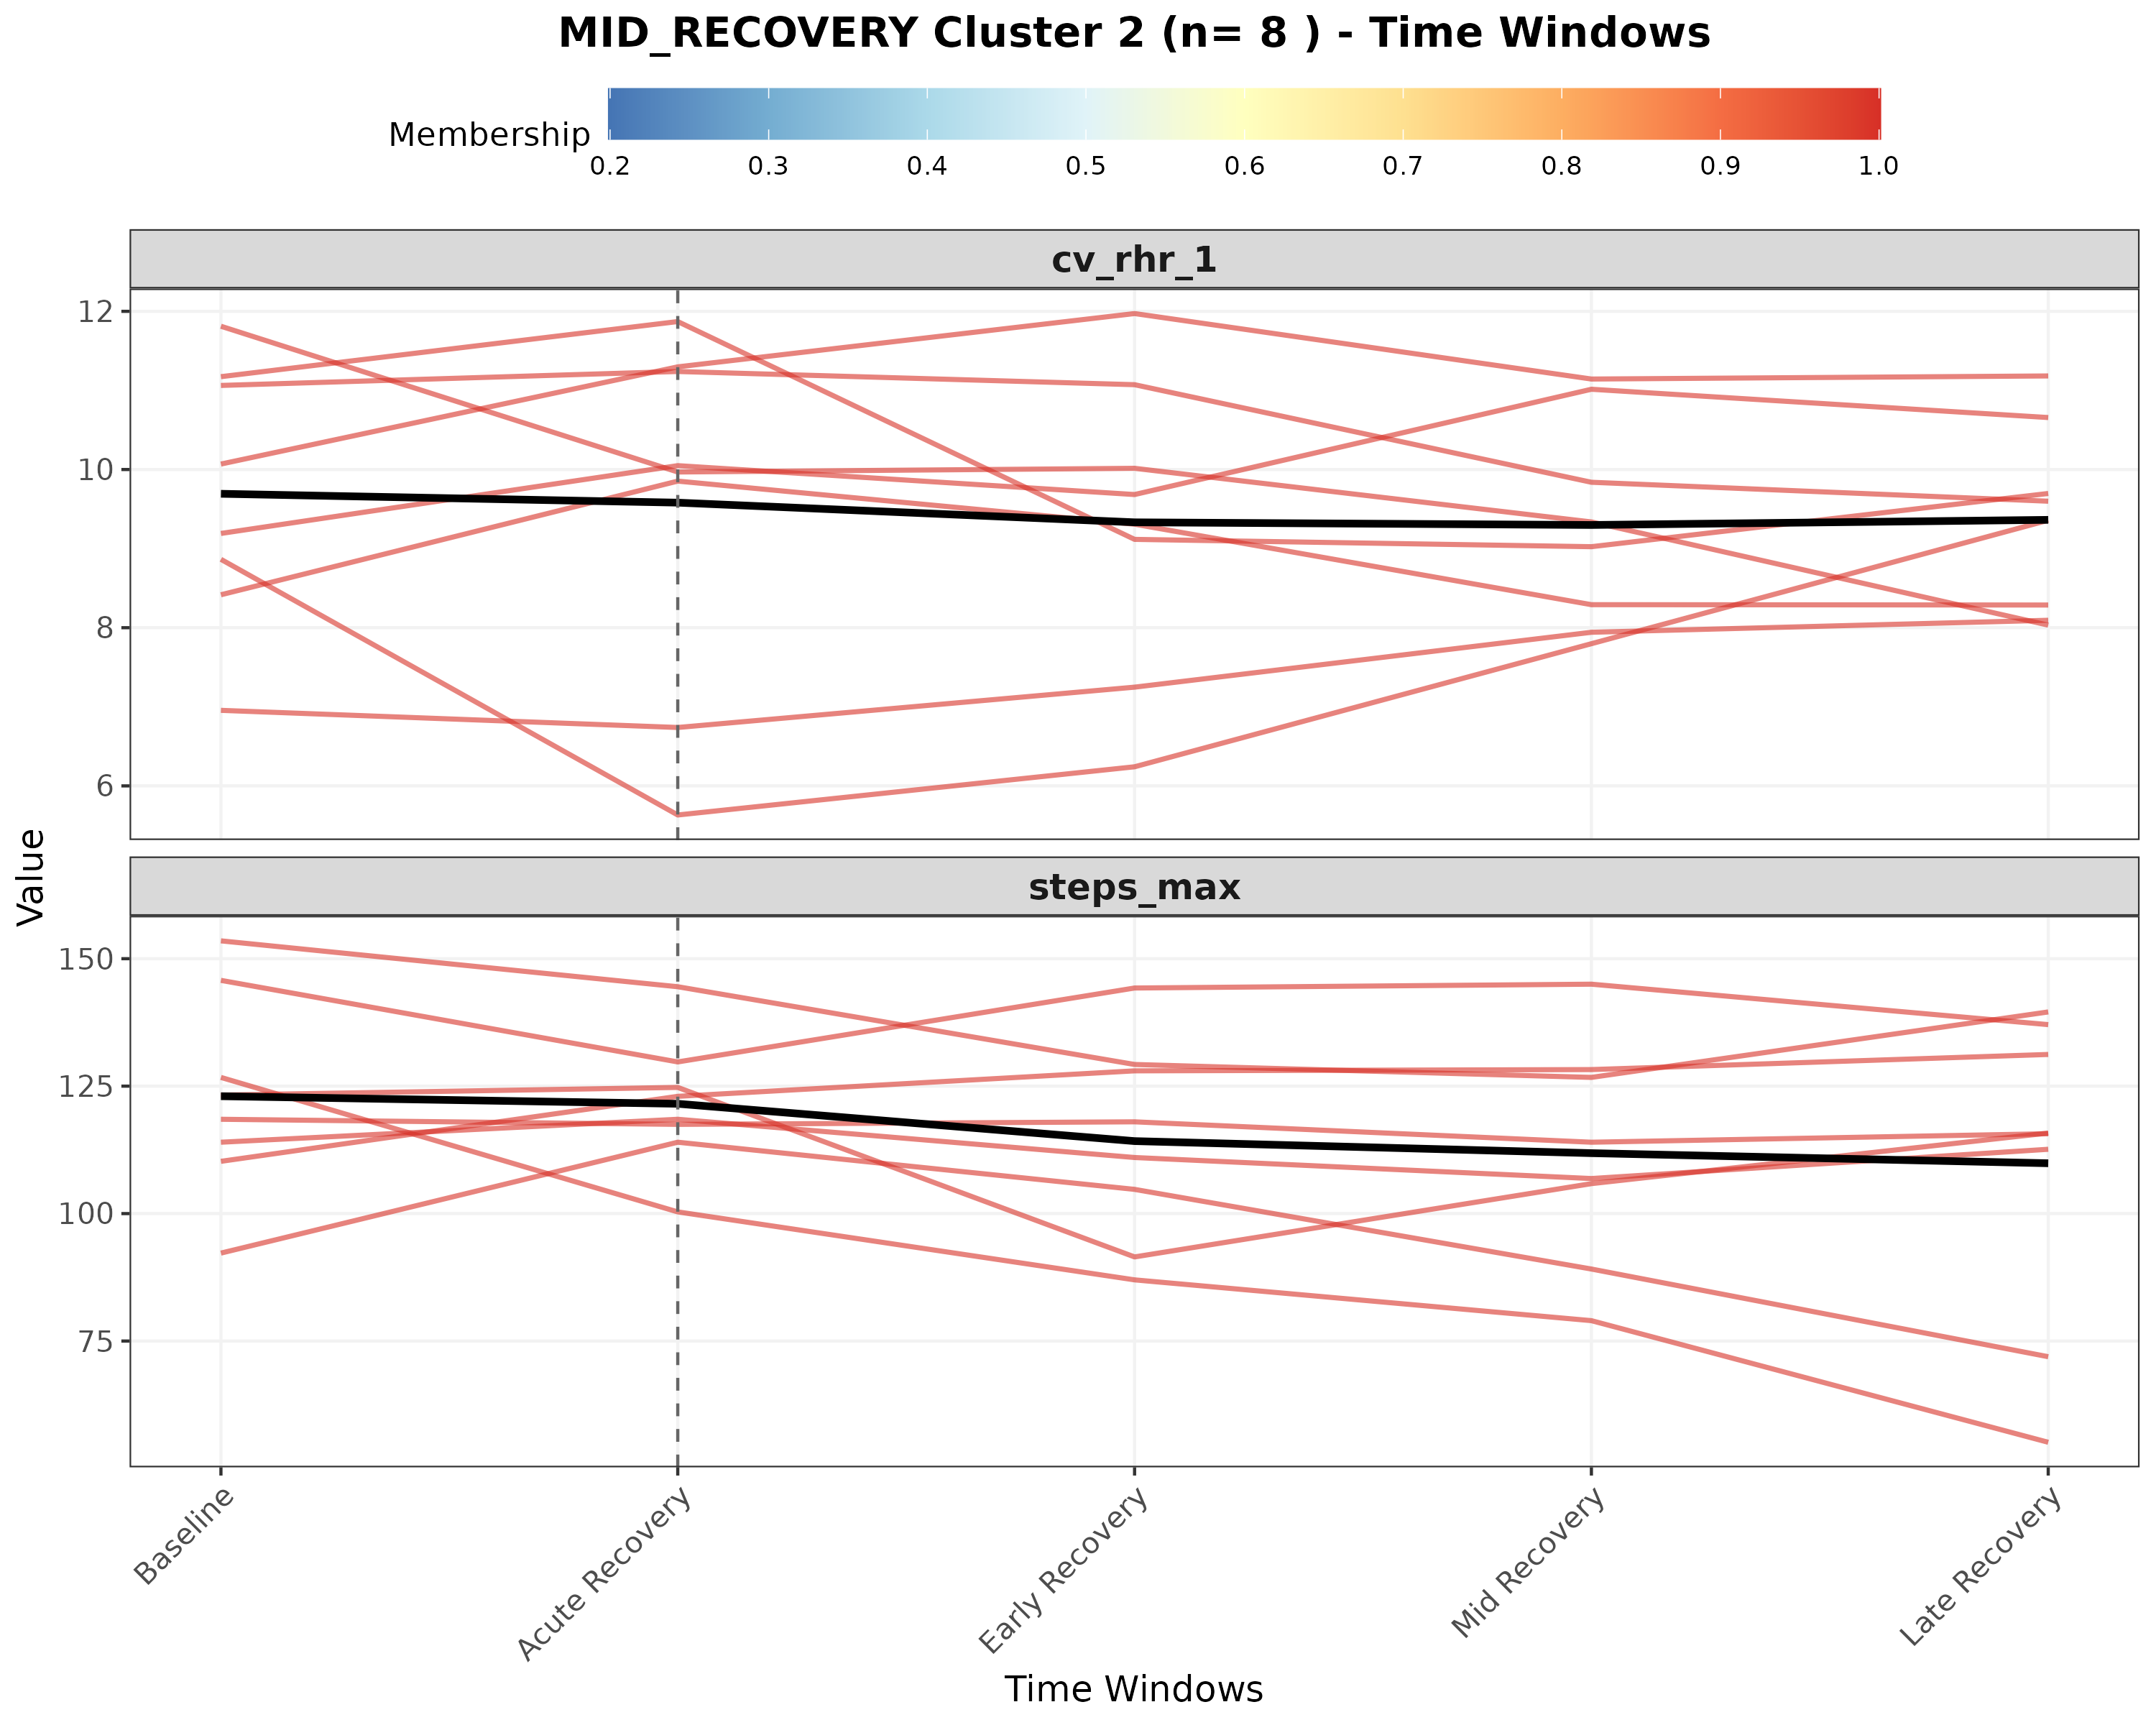 MID_RECOVERY Cluster 2 (n= 8 ) - Time Windows
Membership
0.2 0.3 0.4 0.5 0.6 0.7 0.8 0.9 1.0
cv_rhr_1
12
10
8
6
Value
steps_max
150
125
100
75
Baseline
Acute Recovery
Early Recovery
Mid Recovery
Late Recovery
Time Windows